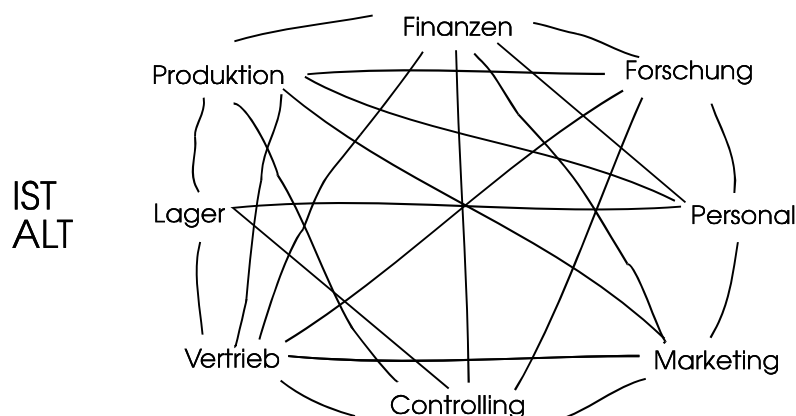 Finanzen
Produktion
Forschung
IST
ALT
Lager
Personal
Vertrieb
Marketing
Controlling